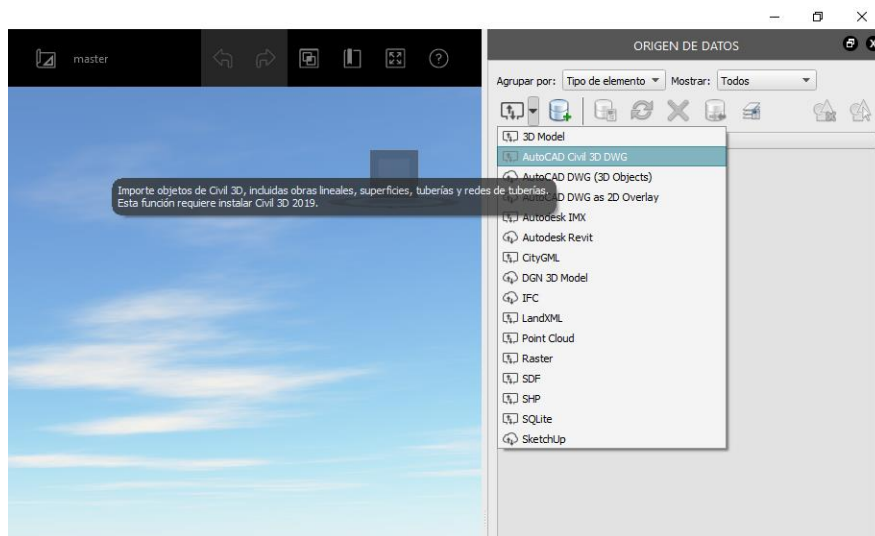 ORIGEN DE DATOS
master
Agrupar por: Tipo de elemento Mostrar: Todos
3D Model
AutoCAD Civil 3D DWG
AutoCAD DWG (3D Objects)
Importe objetos de Civil 3D, incluidas obras lineales, superficies, tuberías y redes de tuberías.
Esta función requiere instalar Civil 3D 2019.
AutoCAD DWG as 2D Overlay
Autodesk IMX
Autodesk Revit
CityGML
DGN 3D Model
IFC
LandXML
Point Cloud
Raster
SDF
SHP
SQLite
SketchUp